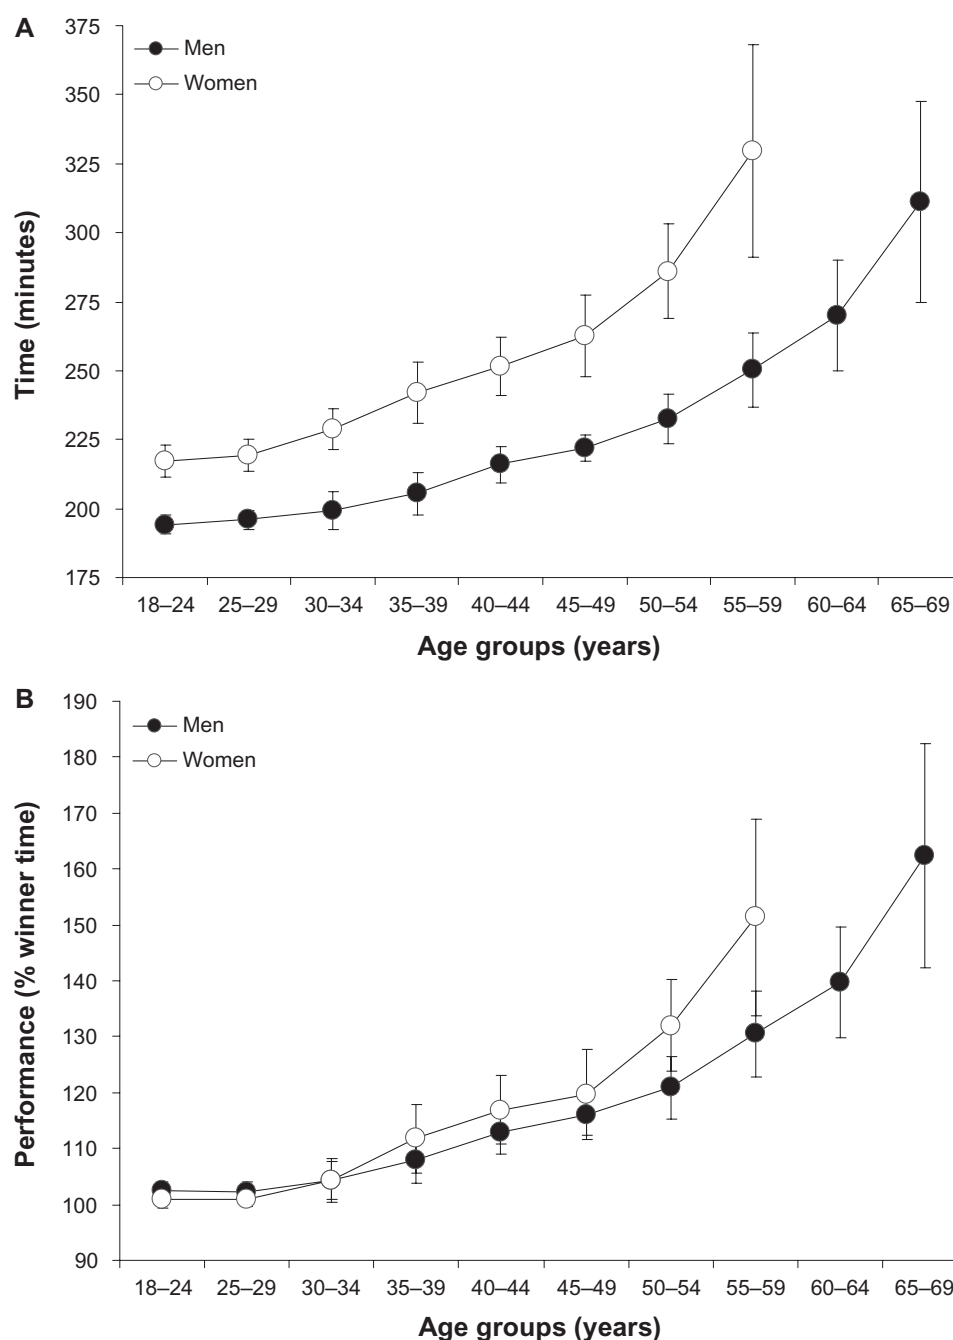 A
375
350
325
300
275
250
225
200
175
Time (minutes)
Men
Women
18–24 25–29 30–34 35–39 40–44 45–49 50–54 55–59 60–64 65–69
Age groups (years)
B
190
180
170
160
150
140
130
120
110
100
90
Performance (% winner time)
Men
Women
18–24 25–29 30–34 35–39 40–44 45–49 50–54 55–59 60–64 65–69
Age groups (years)